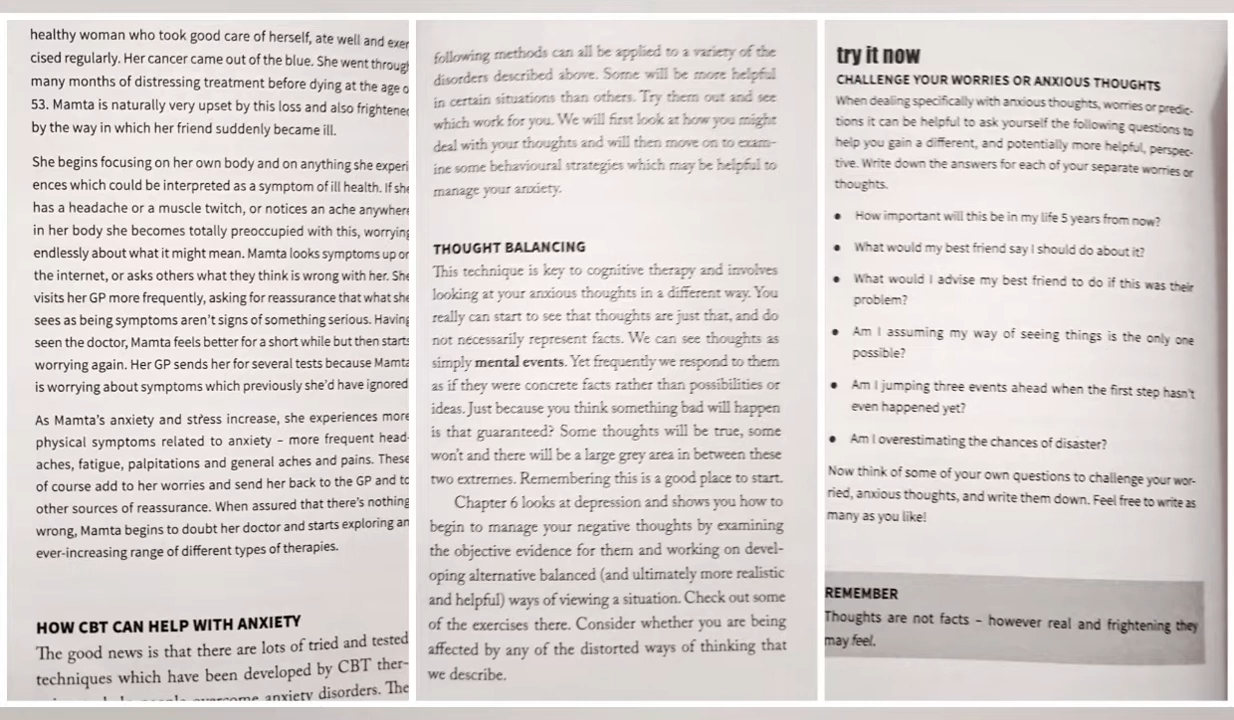 healthy woman who took good care of herself, ate well and exer
cised regularly. Her cancer came out of the blue. She went throug
many months of distressing treatment before dying at the age o
53. Mamta is naturally very upset by this loss and also frightene
by the way in which her friend suddenly became ill.
She begins focusing on her own body and on anything she experi
ences which could be interpreted as a symptom of ill health. If she
has a headache or a muscle twitch, or notices an ache anywhere
in her body she becomes totally preoccupied with this, worrying
endlessly about what it might mean. Mamta looks symptoms up on
the internet, or asks others what they think is wrong with her. She
visits her GP more frequently, asking for reassurance that what she
sees as being symptoms aren't signs of something serious. Having
seen the doctor, Mamta feels better for a short while but then starts
worrying again. Her GP sends her for several tests because Mamta
is worrying about symptoms which previously she'd have ignored
As Mamta's anxiety and stress increase, she experiences more
physical symptoms related to anxiety – more frequent head-
aches, fatigue, palpitations and general aches and pains. These
of course add to her worries and send her back to the GP and to
other sources of reassurance. When assured that there's nothing
wrong, Mamta begins to doubt her doctor and starts exploring an
ever-increasing range of different types of therapies.
HOW CBT CAN HELP WITH ANXIETY
The good news is that there are lots of tried and tested
techniques which have been developed by CBT ther-
overcome anxiety disorders. The
following methods can all be applied to a variety of the
disorders described above. Some will be more helpful
in certain situations than others. Try them out and see
which work for you. We will first look at how you might
deal with your thoughts and will then move on to exam-
ine some behavioural strategies which may be helpful to
manage your anxiety.
THOUGHT BALANCING
This technique is key to cognitive therapy and involves
looking at your anxious thoughts in a different way. You
really can start to see that thoughts are just that, and do
not necessarily represent facts. We can see thoughts as
simply mental events. Yet frequently we respond to them
as if they were concrete facts rather than possibilities or
ideas. Just because you think something bad will happen
is that guaranteed? Some thoughts will be true, some
won't and there will be a large grey area in between these
two extremes. Remembering this is a good place to start.
Chapter 6 looks at depression and shows you how to
begin to manage your negative thoughts by examining
the objective evidence for them and working on devel-
oping alternative balanced (and ultimately more realistic
and helpful) ways of viewing a situation. Check out some
of the exercises there. Consider whether you are being
affected by any of the distorted ways of thinking that
we describe.
try it now
CHALLENGE YOUR WORRIES OR ANXIOUS THOUGHTS
When dealing specifically with anxious thoughts, worries or predic-
tions it can be helpful to ask yourself the following questions to
help you gain a different, and potentially more helpful, perspec-
tive. Write down the answers for each of your separate worries or
thoughts.
• How important will this be in my life 5 years from now?
• What would my best friend say I should do about it?
• What would I advise my best friend to do if this was their
problem?
• Am I assuming my way of seeing things is the only one
possible?
• Am I jumping three events ahead when the first step hasn't
even happened yet?
• Am I overestimating the chances of disaster?
Now think of some of your own questions to challenge your wor-
ried, anxious thoughts, and write them down. Feel free to write as
many as you like!
REMEMBER
Thoughts are not facts – however real and frightening they
may feel.